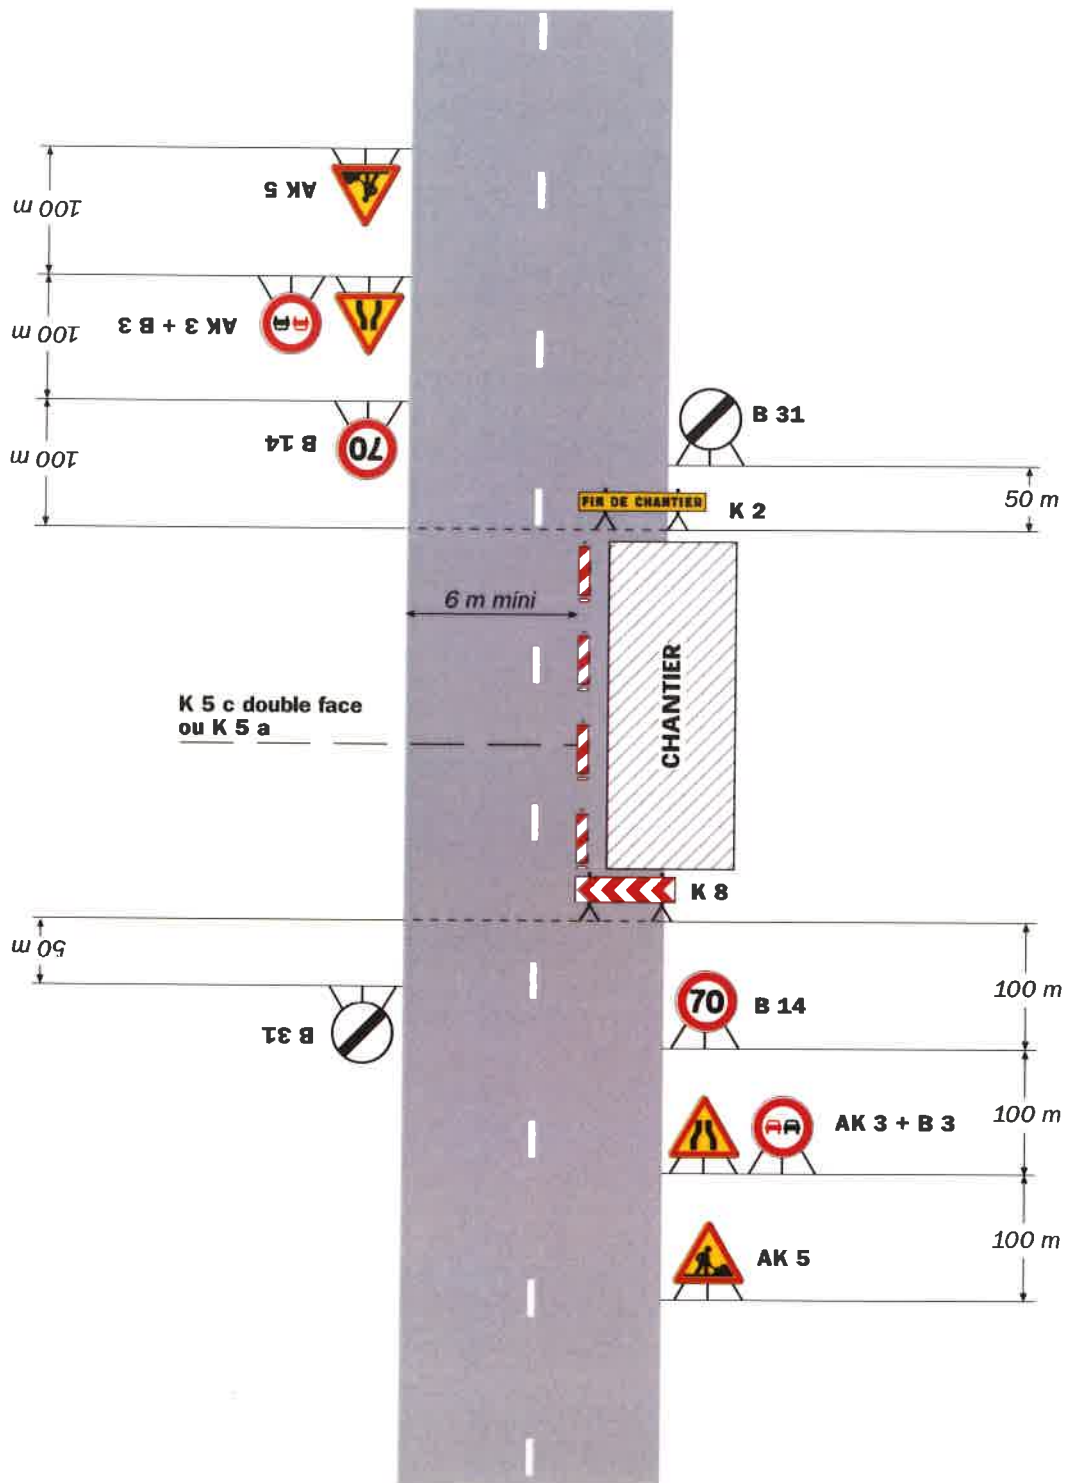 AK 5
100 m
AK 3 + B 3
100 m
B 14
70
100 m
B 31
FIN DE CHANTIER
K 2
50 m
6 m mini
CHANTIER
K 5 c double face
ou K 5 a
K 8
50 m
B 31
70
B 14
100 m
AK 3 + B 3
100 m
AK 5
100 m